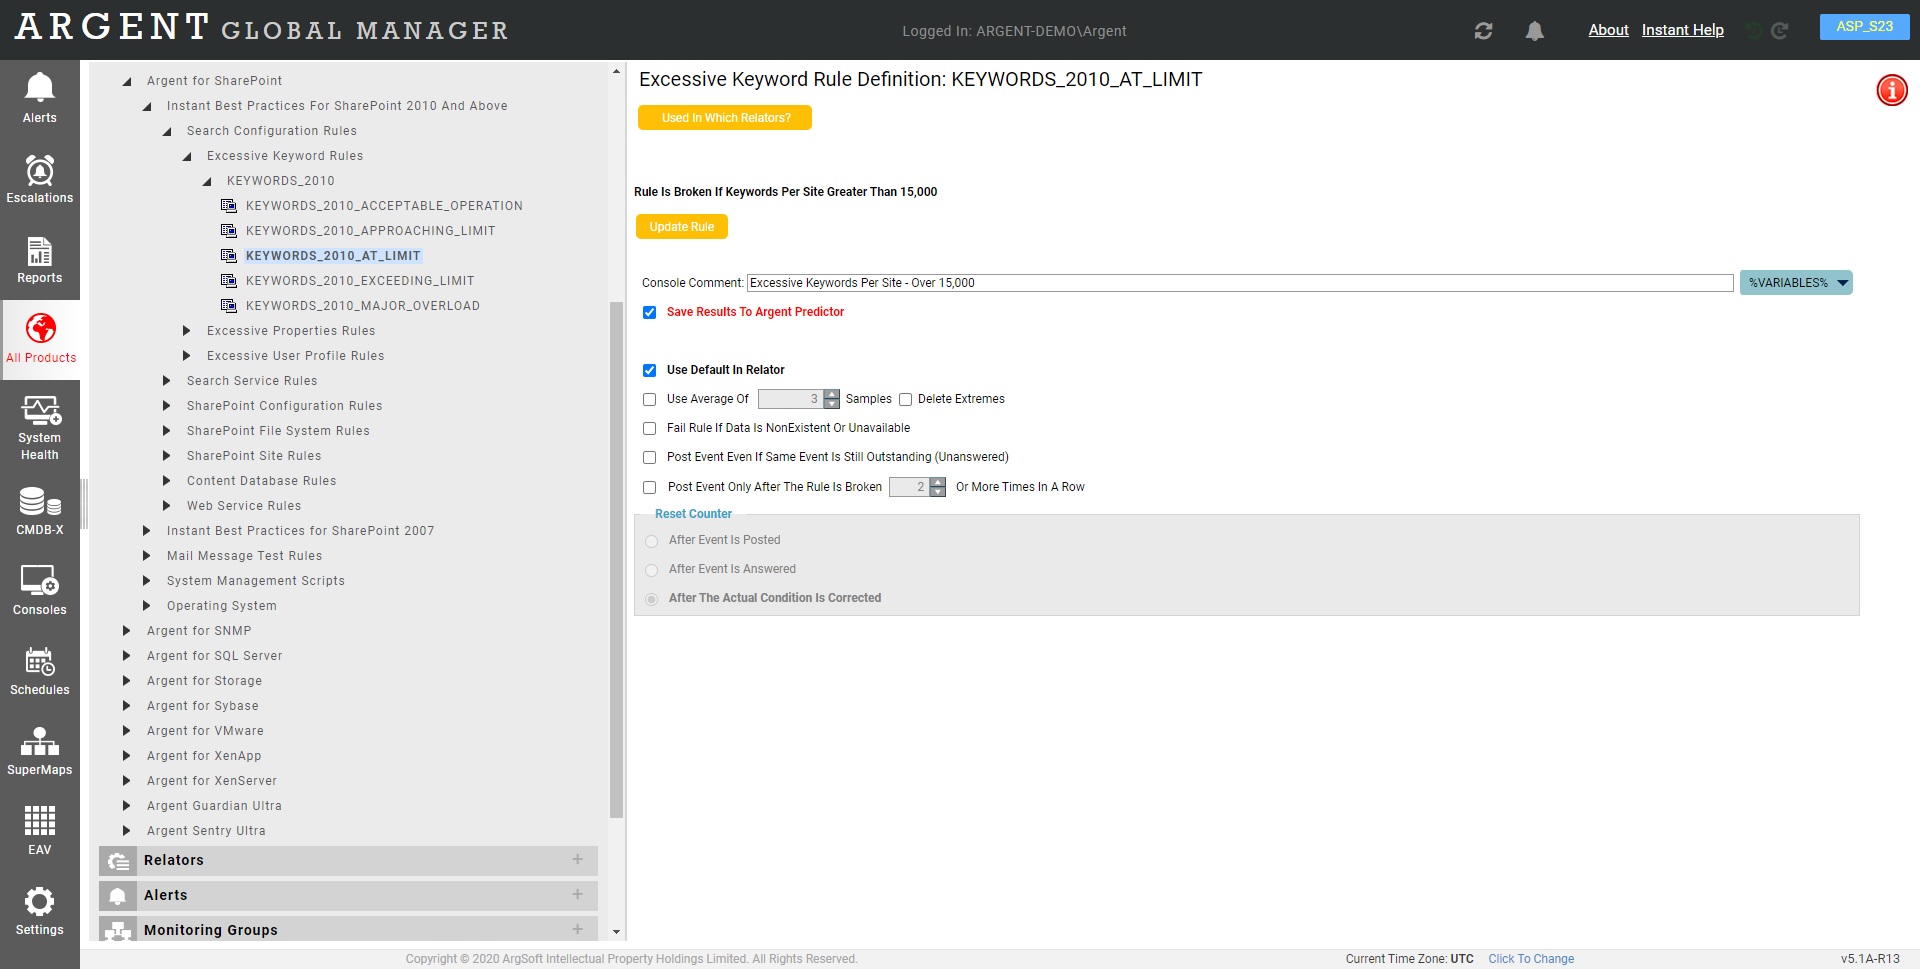 ARGENT GLOBAL MANAGER
Logged In: ARGENT-DEMO\Argent
About
Instant Help
ASP_S23
Alerts
Escalations
Reports
All Products
System
Health
CMDB-X
Consoles
Schedules
SuperMaps
EAV
Settings
Argent for SharePoint
Instant Best Practices For SharePoint 2010 And Above
Search Configuration Rules
Excessive Keyword Rules
KEYWORDS_2010
KEYWORDS_2010_ACCEPTABLE_OPERATION
KEYWORDS_2010_APPROACHING_LIMIT
KEYWORDS_2010_AT_LIMIT
KEYWORDS_2010_EXCEEDING_LIMIT
KEYWORDS_2010_MAJOR_OVERLOAD
Excessive Properties Rules
Excessive User Profile Rules
Search Service Rules
SharePoint Configuration Rules
SharePoint File System Rules
SharePoint Site Rules
Content Database Rules
Web Service Rules
Instant Best Practices for SharePoint 2007
Mail Message Test Rules
System Management Scripts
Operating System
Argent for SNMP
Argent for SQL Server
Argent for Storage
Argent for Sybase
Argent for VMware
Argent for XenApp
Argent for XenServer
Argent Guardian Ultra
Argent Sentry Ultra
Relators +
Alerts +
Monitoring Groups +
Excessive Keyword Rule Definition: KEYWORDS_2010_AT_LIMIT
Used In Which Relators?
Rule Is Broken If Keywords Per Site Greater Than 15,000
Update Rule
Console Comment: Excessive Keywords Per Site - Over 15,000 %VARIABLES%
Save Results To Argent Predictor
Use Default In Relator
Use Average Of 3 Samples Delete Extremes
Fail Rule If Data Is NonExistent Or Unavailable
Post Event Even If Same Event Is Still Outstanding (Unanswered)
Post Event Only After The Rule Is Broken 2 Or More Times In A Row
Reset Counter
After Event Is Posted
After Event Is Answered
After The Actual Condition Is Corrected
Copyright © 2020 ArgSoft Intellectual Property Holdings Limited. All Rights Reserved.
Current Time Zone: UTC Click To Change
v5.1A-R13